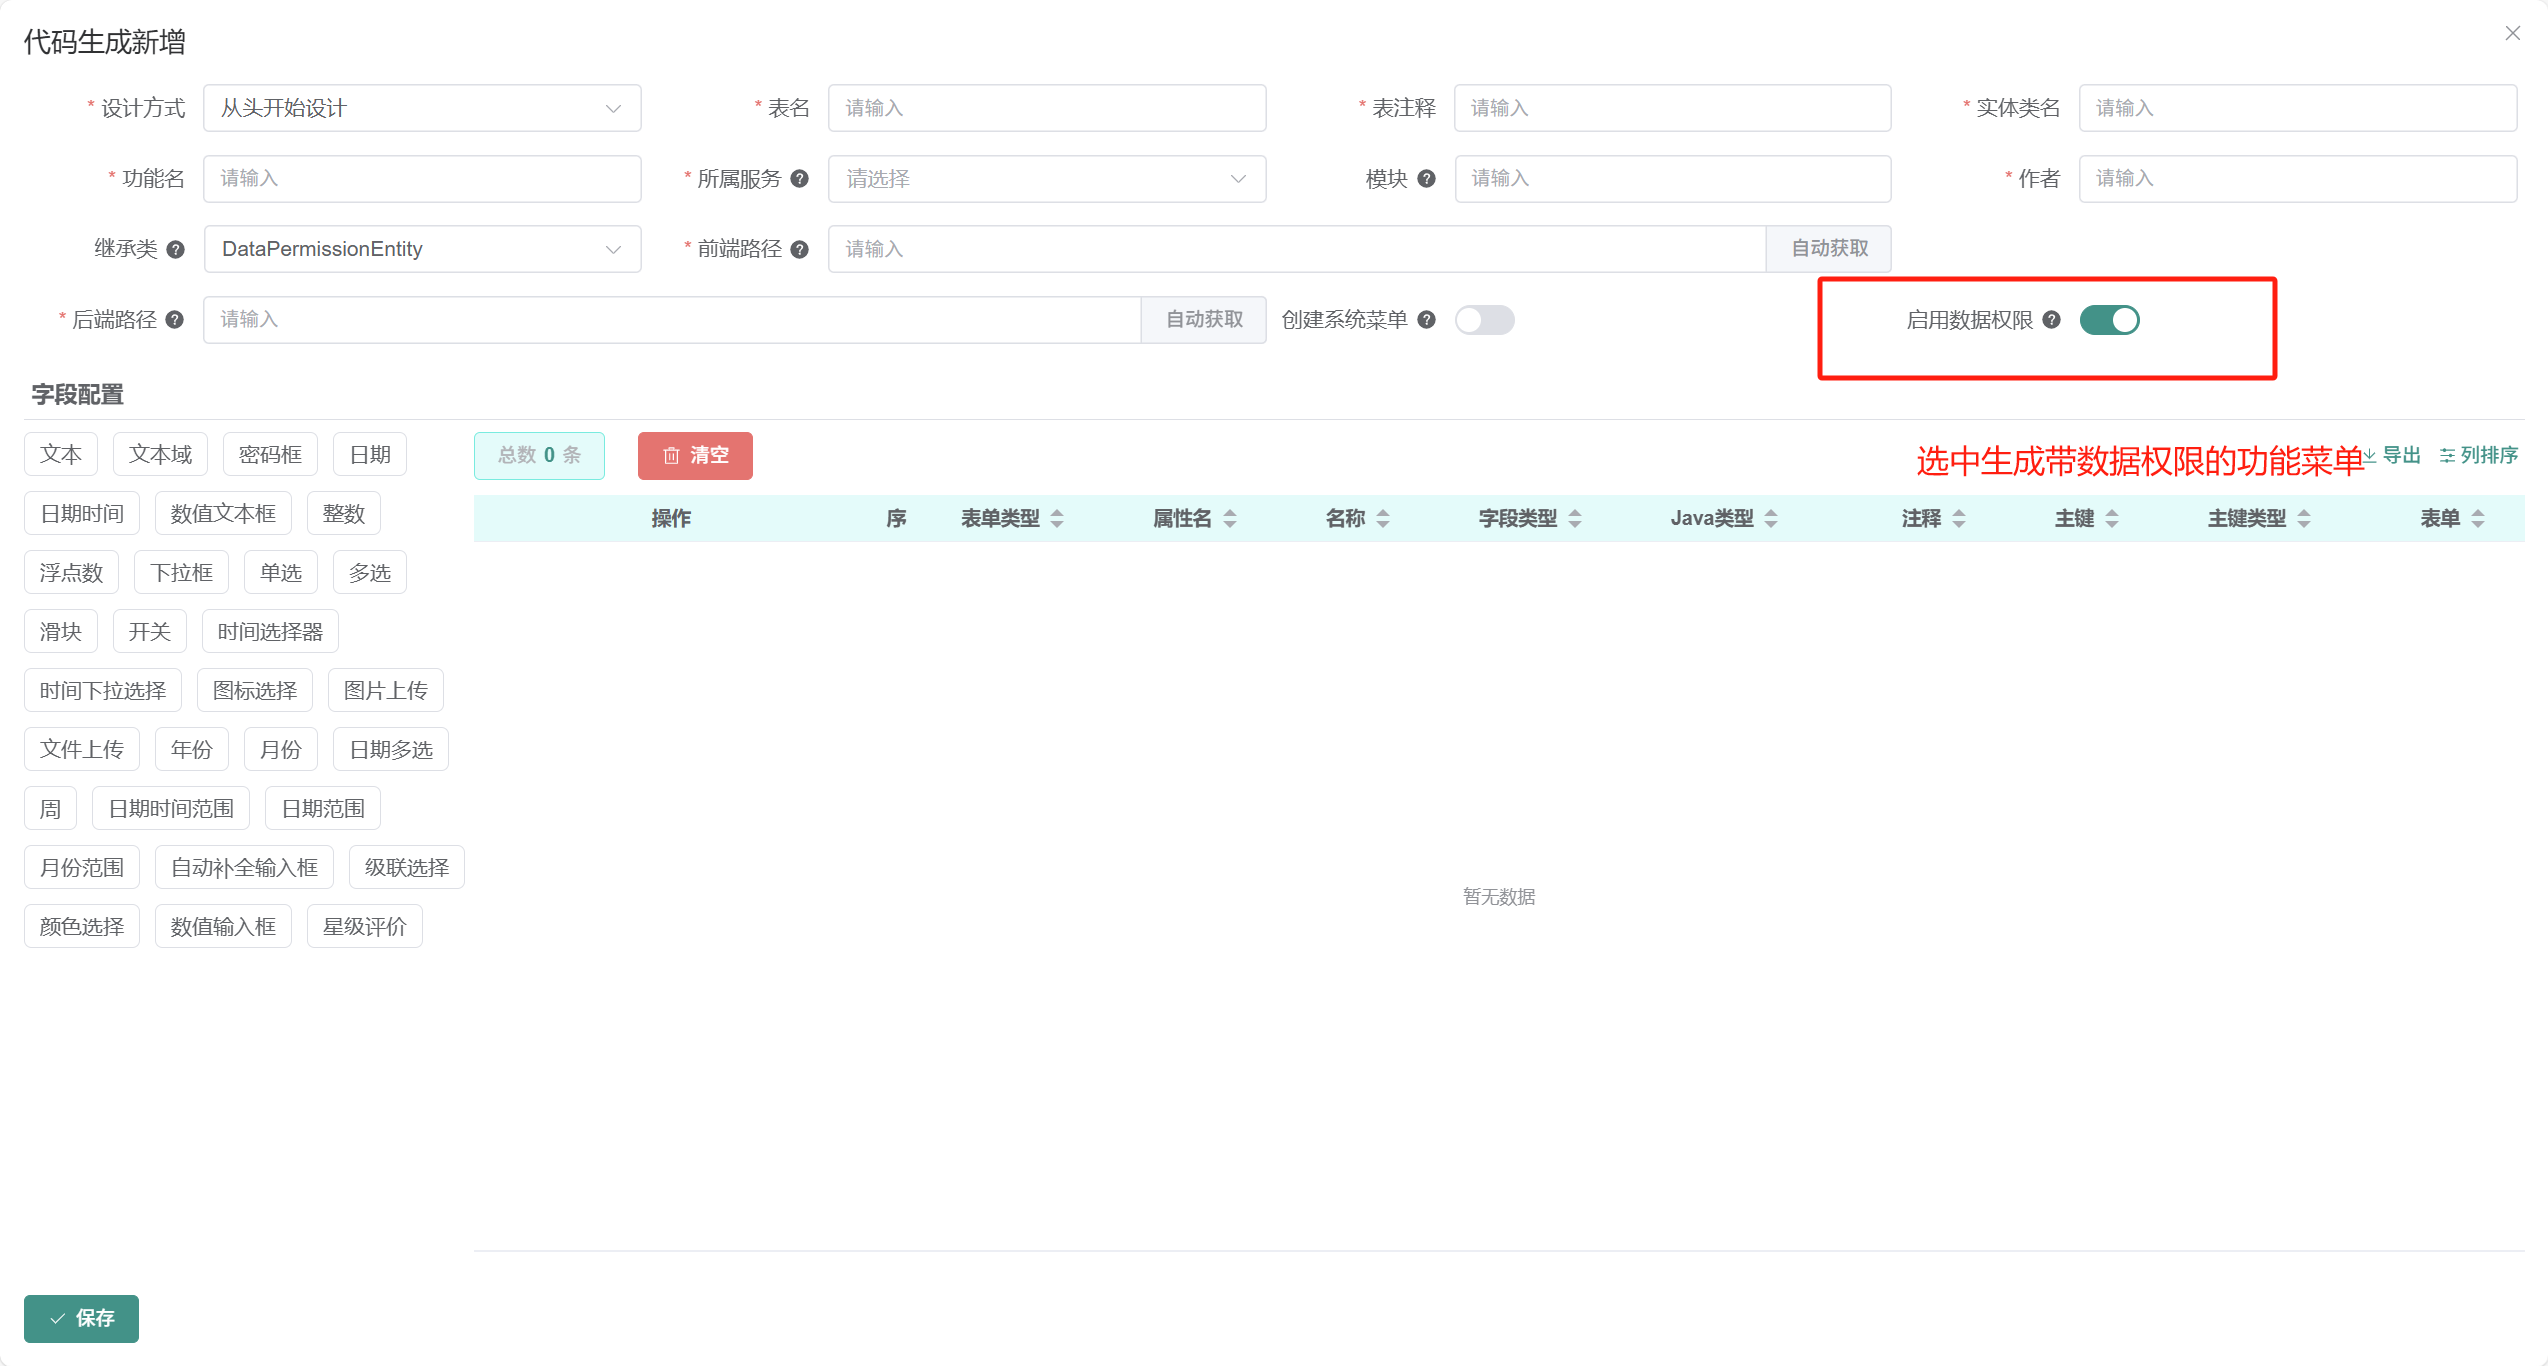 代码生成新增
* 设计方式 从头开始设计 * 表名 请输入 * 表注释 请输入 * 实体类名 请输入
* 功能名 请输入 * 所属服务 ? 请选择 模块 ? 请输入 * 作者 请输入
继承类 ? DataPermissionEntity * 前端路径 ? 请输入 自动获取
* 后端路径 ? 请输入 自动获取 创建系统菜单 ? 启用数据权限 ?
字段配置
文本 文本域 密码框 日期
总数 0 条 清空 选中生成带数据权限的功能菜单 导出 列排序
日期时间 数值文本框 整数
操作 序 表单类型 属性名 名称 字段类型 Java类型 注释 主键 主键类型 表单
浮点数 下拉框 单选 多选
滑块 开关 时间选择器
时间下拉选择 图标选择 图片上传
文件上传 年份 月份 日期多选
周 日期时间范围 日期范围
月份范围 自动补全输入框 级联选择
暂无数据
颜色选择 数值输入框 星级评价
保存